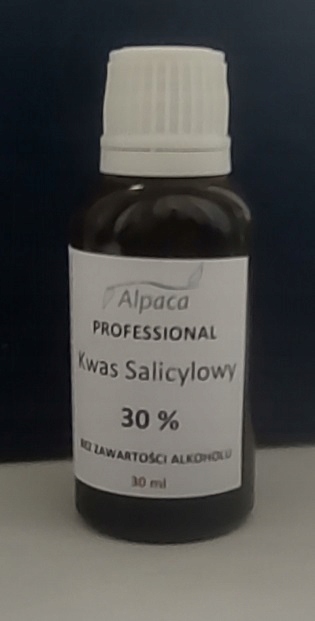 Alpaca
PROFESSIONAL
Kwas Salicylowy
30 %
BEZ ZAWARTOŚCI ALKOHOLU
30 ml